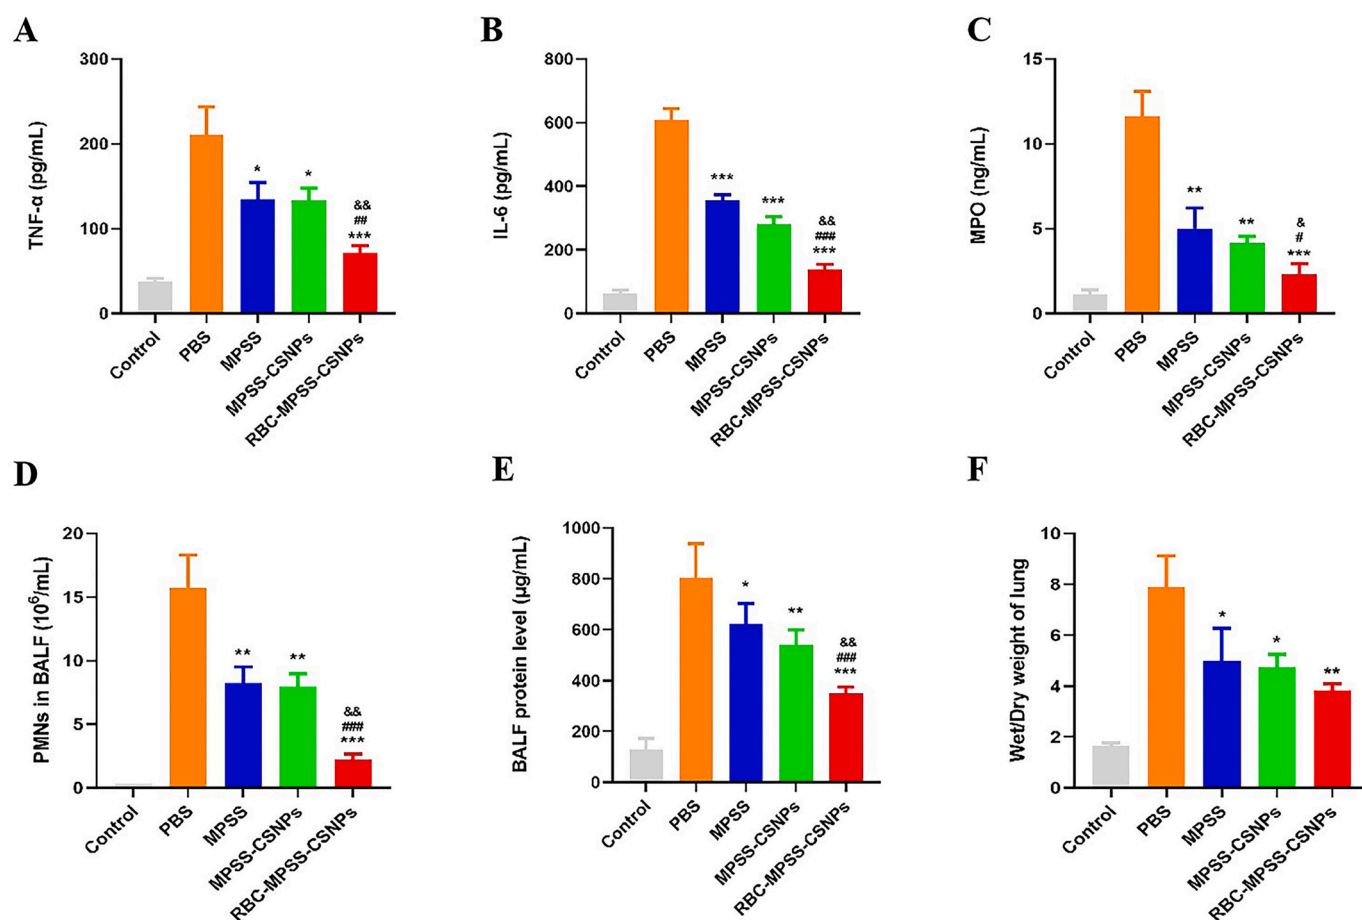 A
TNF-α (pg/mL)
300
200
100
0
*
*
&&
##
***
Control
PBS
MPSS
MPSS-CSNPs
RBC-MPSS-CSNPs
B
IL-6 (pg/mL)
800
600
400
200
0
***
***
&&
###
***
Control
PBS
MPSS
MPSS-CSNPs
RBC-MPSS-CSNPs
C
MPO (ng/mL)
15
10
5
0
**
**
&
#
***
Control
PBS
MPSS
MPSS-CSNPs
RBC-MPSS-CSNPs
D
PMNs in BALF (10⁶/mL)
20
15
10
5
0
**
**
&&
###
***
Control
PBS
MPSS
MPSS-CSNPs
RBC-MPSS-CSNPs
E
BALF protein level (μg/mL)
1000
800
600
400
200
0
*
**
&&
###
***
Control
PBS
MPSS
MPSS-CSNPs
RBC-MPSS-CSNPs
F
Wet/Dry weight of lung
10
8
6
4
2
0
*
*
**
Control
PBS
MPSS
MPSS-CSNPs
RBC-MPSS-CSNPs